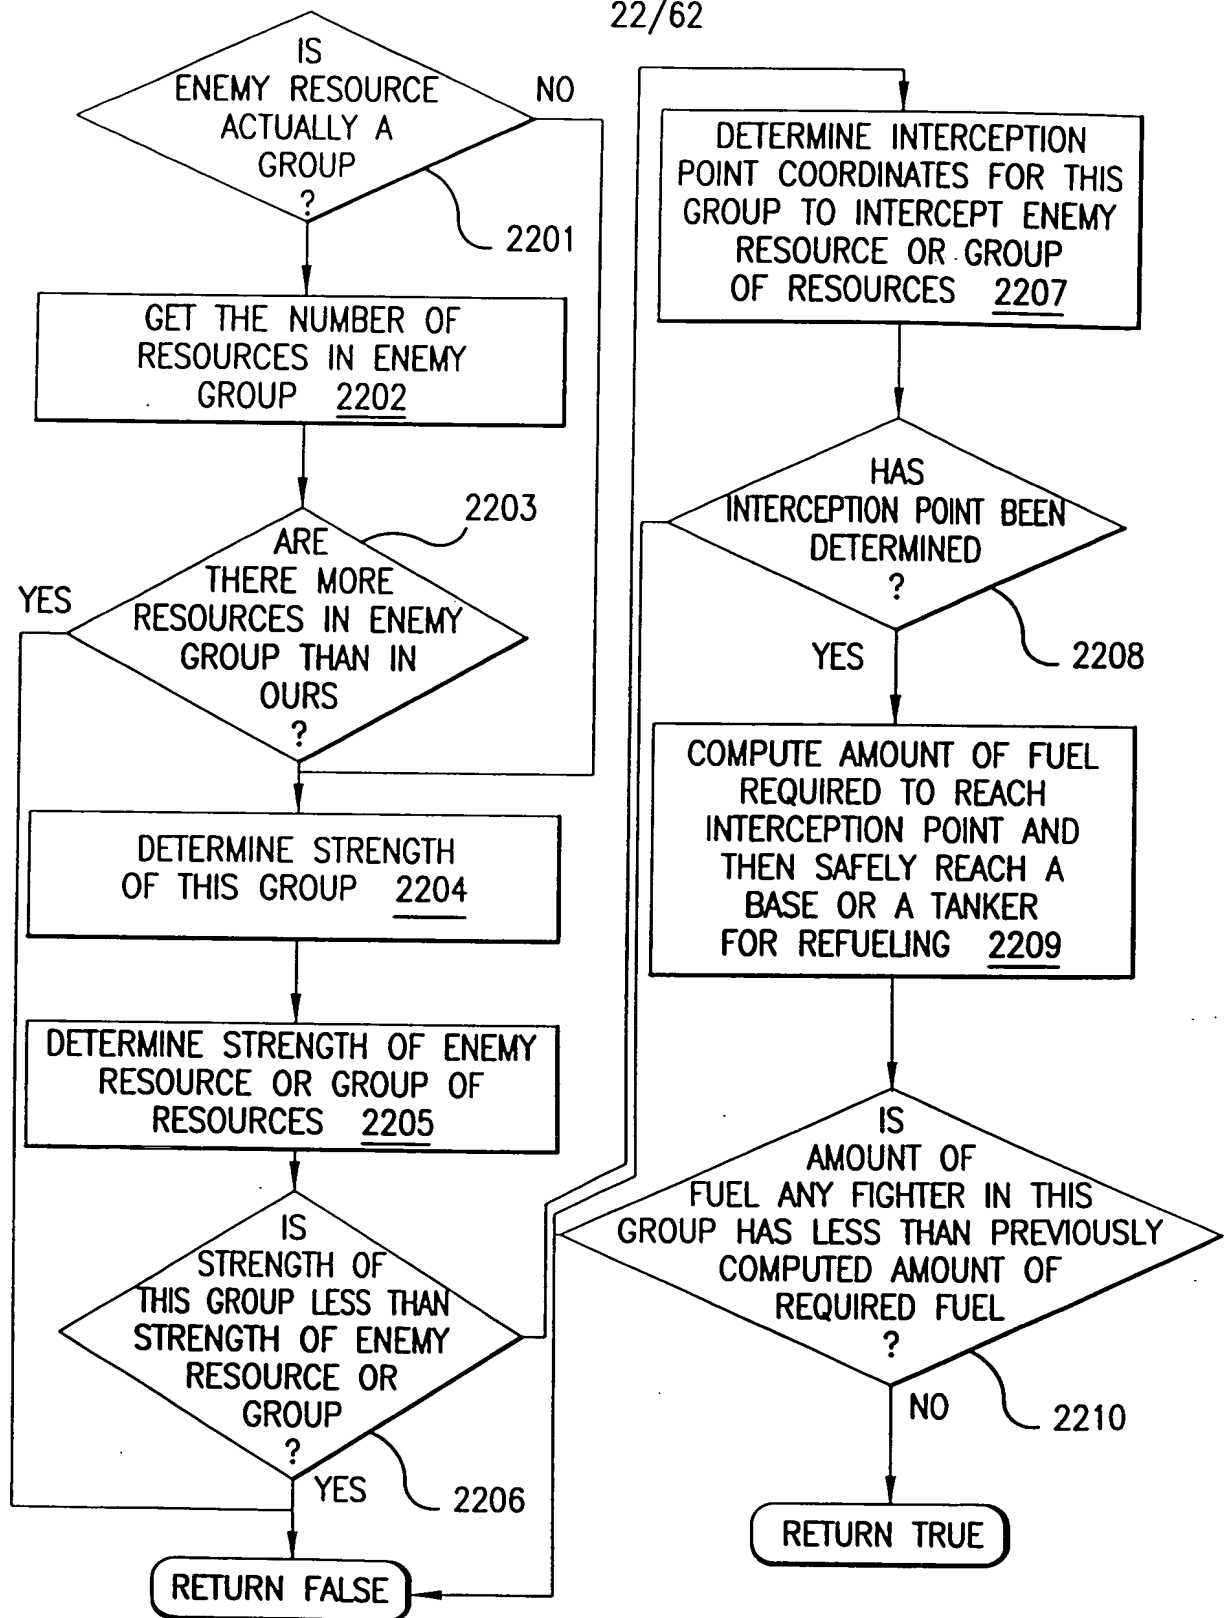 22/62
IS
ENEMY RESOURCE
ACTUALLY A
GROUP
?
NO
2201
GET THE NUMBER OF
RESOURCES IN ENEMY
GROUP 2202
2203
ARE
THERE MORE
RESOURCES IN ENEMY
GROUP THAN IN
OURS
?
YES
DETERMINE STRENGTH
OF THIS GROUP 2204
DETERMINE STRENGTH OF ENEMY
RESOURCE OR GROUP OF
RESOURCES 2205
IS
STRENGTH OF
THIS GROUP LESS THAN
STRENGTH OF ENEMY
RESOURCE OR
GROUP
?
YES
2206
RETURN FALSE
DETERMINE INTERCEPTION
POINT COORDINATES FOR THIS
GROUP TO INTERCEPT ENEMY
RESOURCE OR GROUP
OF RESOURCES 2207
HAS
INTERCEPTION POINT BEEN
DETERMINED
?
YES
2208
COMPUTE AMOUNT OF FUEL
REQUIRED TO REACH
INTERCEPTION POINT AND
THEN SAFELY REACH A
BASE OR A TANKER
FOR REFUELING 2209
IS
AMOUNT OF
FUEL ANY FIGHTER IN THIS
GROUP HAS LESS THAN PREVIOUSLY
COMPUTED AMOUNT OF
REQUIRED FUEL
?
NO
2210
RETURN TRUE